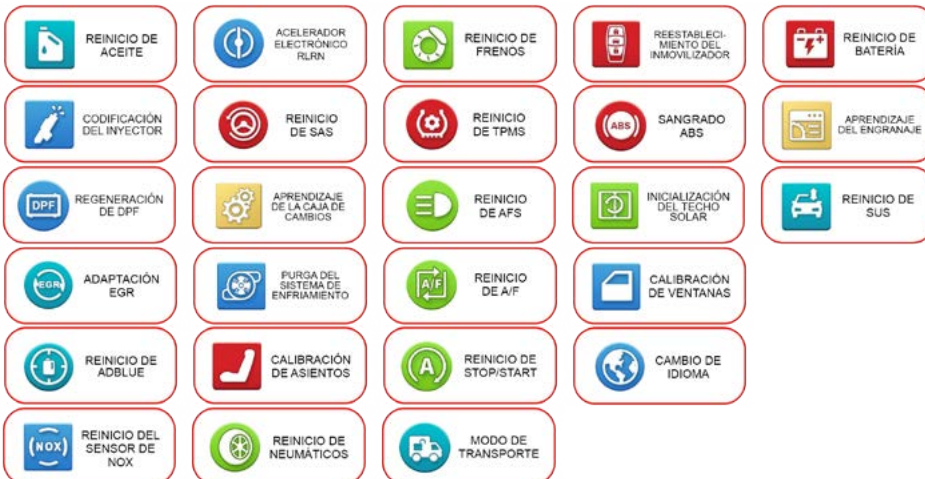 REINICIO DE
ACEITE
ACELERADOR
ELECTRÓNICO
RLRN
REINICIO DE
FRENOS
REESTABLECI-
MIENTO DEL
INMOVILIZADOR
REINICIO DE
BATERÍA
CODIFICACIÓN
DEL INYECTOR
REINICIO
DE SAS
REINICIO
DE TPMS
ABS
SANGRADO
ABS
APRENDIZAJE
DEL ENGRANAJE
DPF
REGENERACIÓN
DE DPF
APRENDIZAJE
DE LA CAJA DE
CAMBIOS
REINICIO
DE AFS
INICIALIZACIÓN
DEL TECHO
SOLAR
REINICIO DE
SUS
EGR
ADAPTACIÓN
EGR
PURGA DEL
SISTEMA DE
ENFRIAMIENTO
A/F
REINICIO
DE A/F
CALIBRACIÓN
DE VENTANAS
REINICIO DE
ADBLUE
CALIBRACIÓN
DE ASIENTOS
A
REINICIO DE
STOP/START
CAMBIO DE
IDIOMA
NOX
REINICIO DEL
SENSOR DE
NOX
REINICIO DE
NEUMÁTICOS
MODO DE
TRANSPORTE